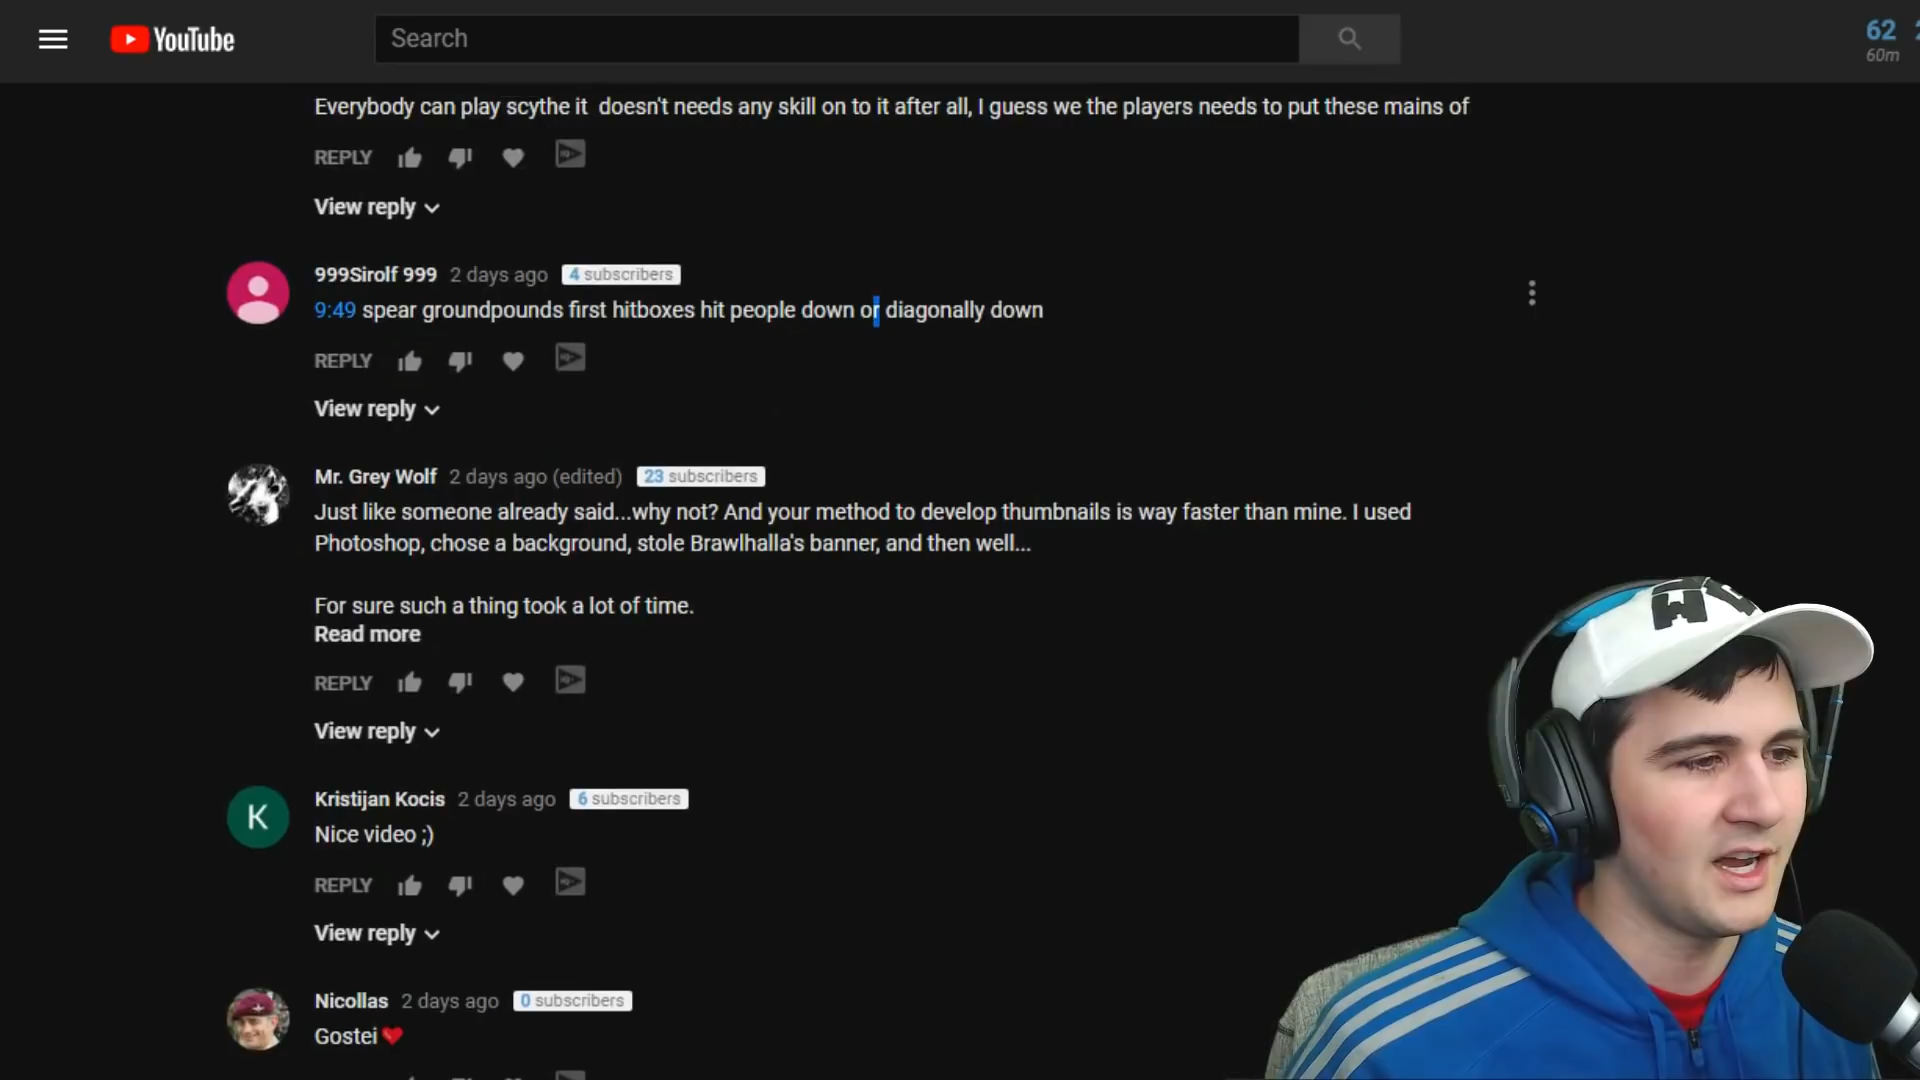 YouTube
Search
62
60m
Everybody can play scythe it  doesn't needs any skill on to it after all, I guess we the players needs to put these mains of
REPLY
View reply
999Sirolf 999 2 days ago 4 subscribers
9:49 spear groundpounds first hitboxes hit people down or diagonally down
REPLY
View reply
Mr. Grey Wolf 2 days ago (edited) 23 subscribers
Just like someone already said...why not? And your method to develop thumbnails is way faster than mine. I used
Photoshop, chose a background, stole Brawlhalla's banner, and then well...
For sure such a thing took a lot of time.
Read more
REPLY
View reply
K
Kristijan Kocis 2 days ago 6 subscribers
Nice video ;)
REPLY
View reply
Nicollas 2 days ago 0 subscribers
Gostei❤